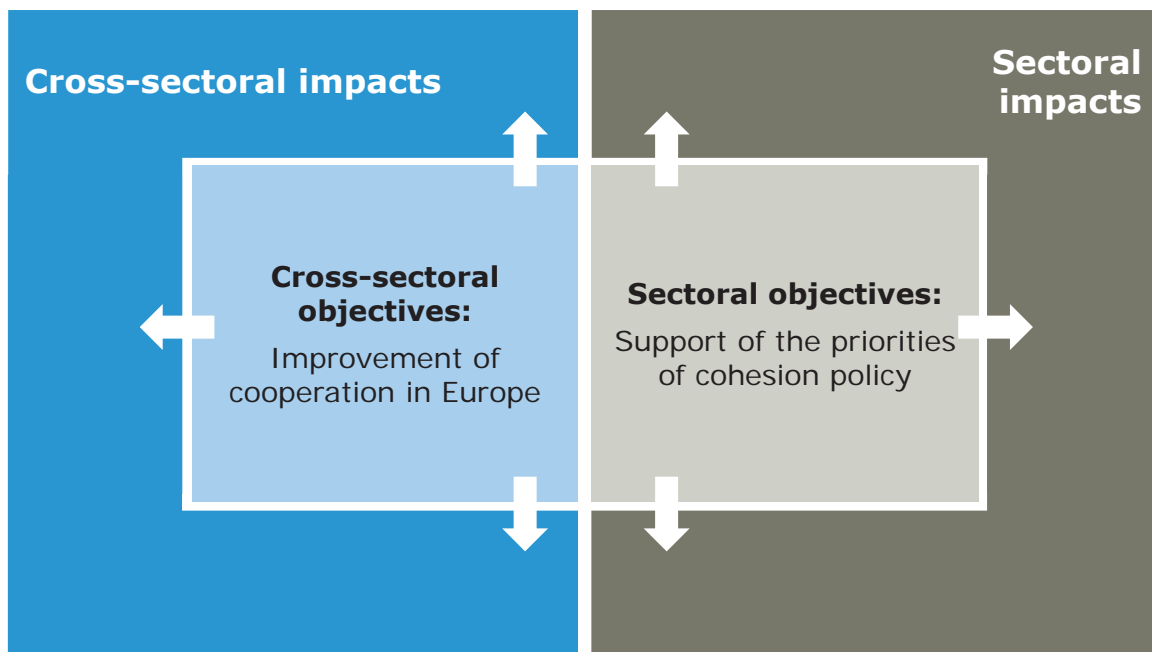 Cross-sectoral impacts
Sectoral
impacts
Cross-sectoral
objectives:
Improvement of
cooperation in Europe
Sectoral objectives:
Support of the priorities
of cohesion policy